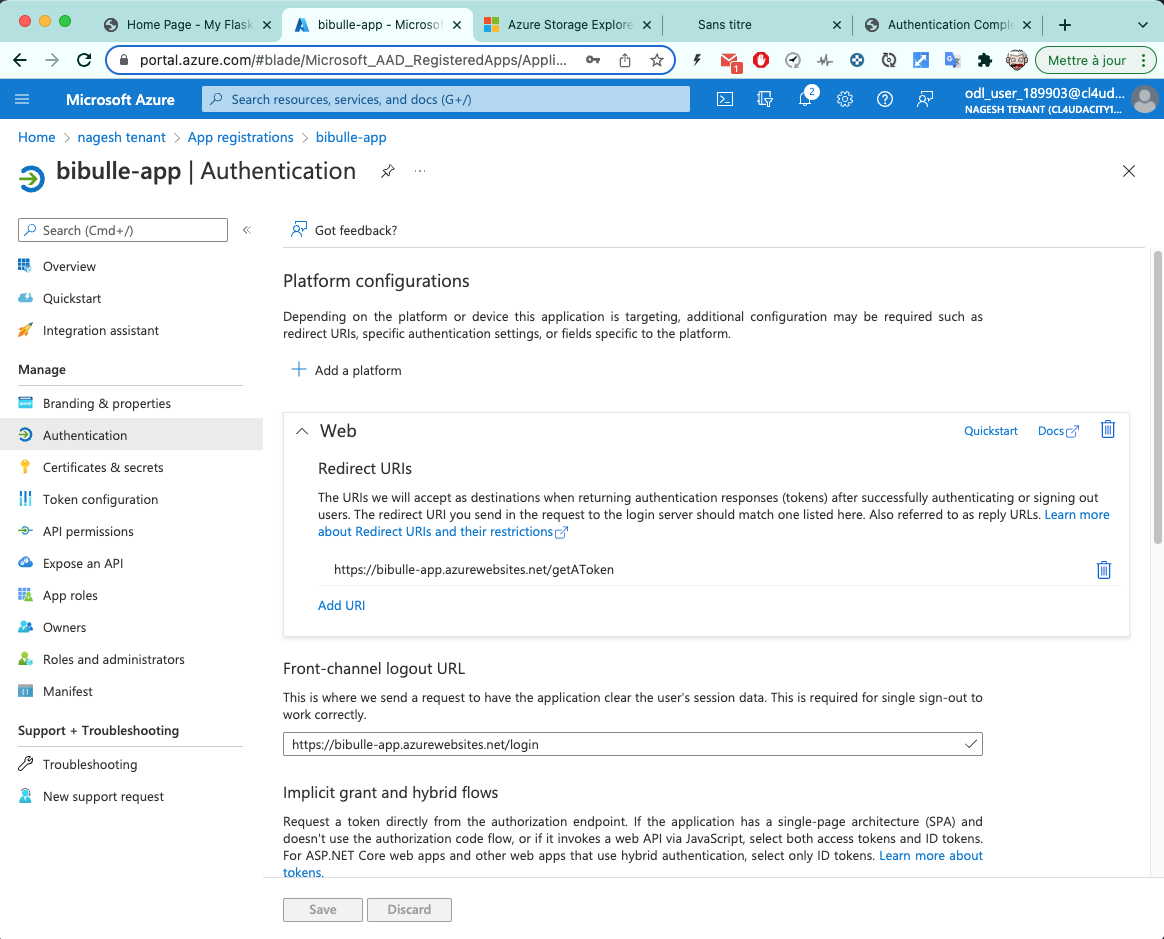 Home Page - My Flask
bibulle-app - Microsof
Azure Storage Explore
Sans titre
Authentication Comple
portal.azure.com/#blade/Microsoft_AAD_RegisteredApps/Appli...
1
Mettre à jour
Microsoft Azure
Search resources, services, and docs (G+/)
2
odl_user_189903@cl4ud...
NAGESH TENANT (CL4UDACITY1...
Home > nagesh tenant > App registrations > bibulle-app
bibulle-app | Authentication
Search (Cmd+/)
Got feedback?
Overview
Quickstart
Integration assistant
Manage
Branding & properties
Authentication
Certificates & secrets
Token configuration
API permissions
Expose an API
App roles
Owners
Roles and administrators
Manifest
Support + Troubleshooting
Troubleshooting
New support request
Platform configurations
Depending on the platform or device this application is targeting, additional configuration may be required such as
redirect URIs, specific authentication settings, or fields specific to the platform.
Add a platform
Web
Quickstart
Docs
Redirect URIs
The URIs we will accept as destinations when returning authentication responses (tokens) after successfully authenticating or signing out
users. The redirect URI you send in the request to the login server should match one listed here. Also referred to as reply URLs. Learn more
about Redirect URIs and their restrictions
https://bibulle-app.azurewebsites.net/getAToken
Add URI
Front-channel logout URL
This is where we send a request to have the application clear the user's session data. This is required for single sign-out to
work correctly.
https://bibulle-app.azurewebsites.net/login
Implicit grant and hybrid flows
Request a token directly from the authorization endpoint. If the application has a single-page architecture (SPA) and
doesn't use the authorization code flow, or if it invokes a web API via JavaScript, select both access tokens and ID tokens.
For ASP.NET Core web apps and other web apps that use hybrid authentication, select only ID tokens. Learn more about
tokens.
Save
Discard